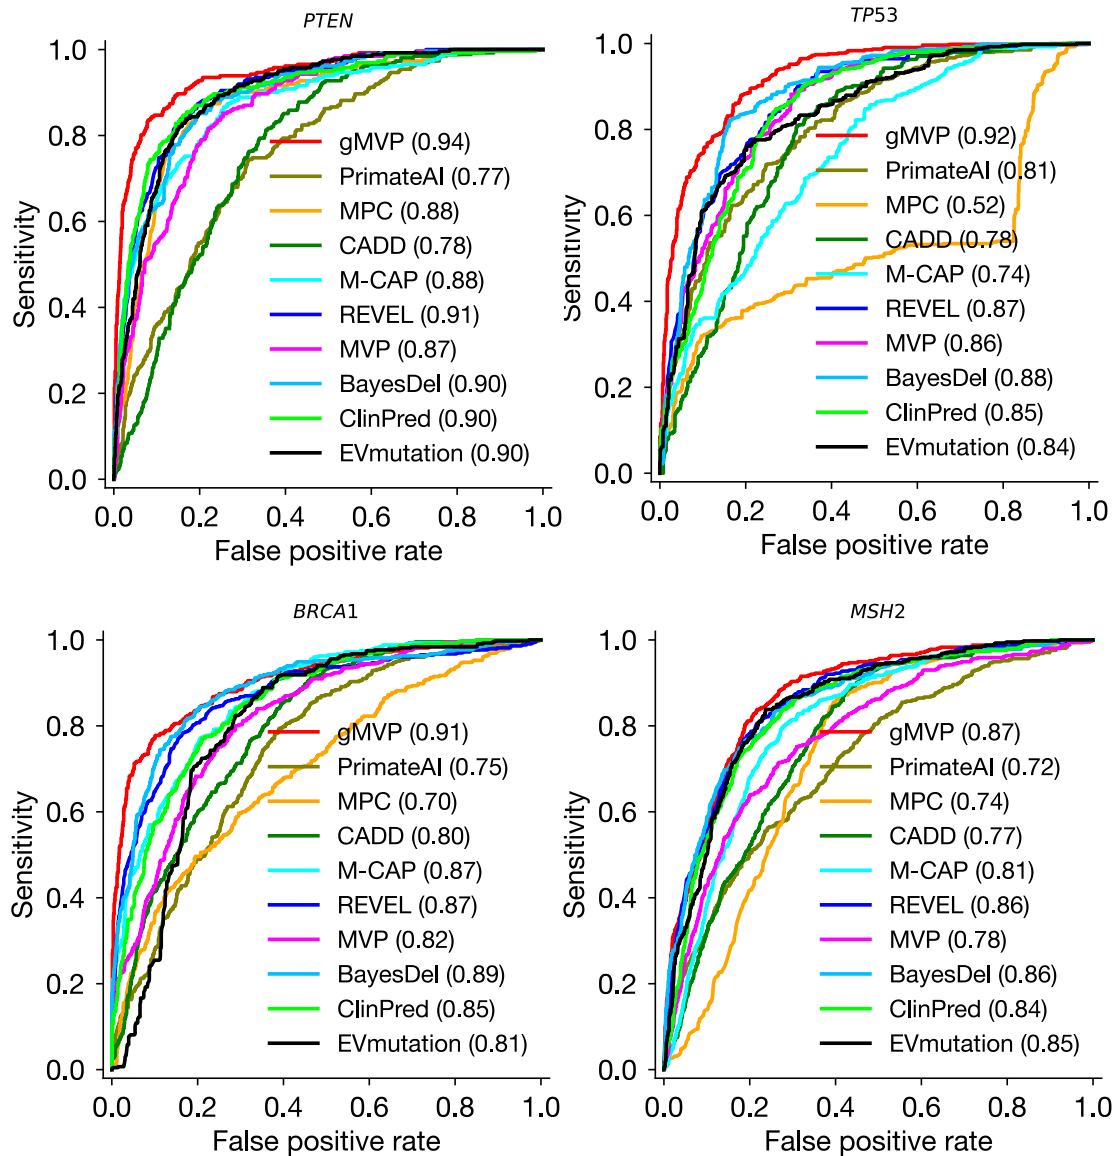 PTEN
1.0
0.8
0.6
0.4
0.2
0.0
Sensitivity
gMVP (0.94)
PrimateAI (0.77)
MPC (0.88)
CADD (0.78)
M-CAP (0.88)
REVEL (0.91)
MVP (0.87)
BayesDel (0.90)
ClinPred (0.90)
EVmutation (0.90)
0.0 0.2 0.4 0.6 0.8 1.0
False positive rate
TP53
1.0
0.8
0.6
0.4
0.2
0.0
Sensitivity
gMVP (0.92)
PrimateAI (0.81)
MPC (0.52)
CADD (0.78)
M-CAP (0.74)
REVEL (0.87)
MVP (0.86)
BayesDel (0.88)
ClinPred (0.85)
EVmutation (0.84)
0.0 0.2 0.4 0.6 0.8 1.0
False positive rate
BRCA1
1.0
0.8
0.6
0.4
0.2
0.0
Sensitivity
gMVP (0.91)
PrimateAI (0.75)
MPC (0.70)
CADD (0.80)
M-CAP (0.87)
REVEL (0.87)
MVP (0.82)
BayesDel (0.89)
ClinPred (0.85)
EVmutation (0.81)
0.0 0.2 0.4 0.6 0.8 1.0
False positive rate
MSH2
1.0
0.8
0.6
0.4
0.2
0.0
Sensitivity
gMVP (0.87)
PrimateAI (0.72)
MPC (0.74)
CADD (0.77)
M-CAP (0.81)
REVEL (0.86)
MVP (0.78)
BayesDel (0.86)
ClinPred (0.84)
EVmutation (0.85)
0.0 0.2 0.4 0.6 0.8 1.0
False positive rate